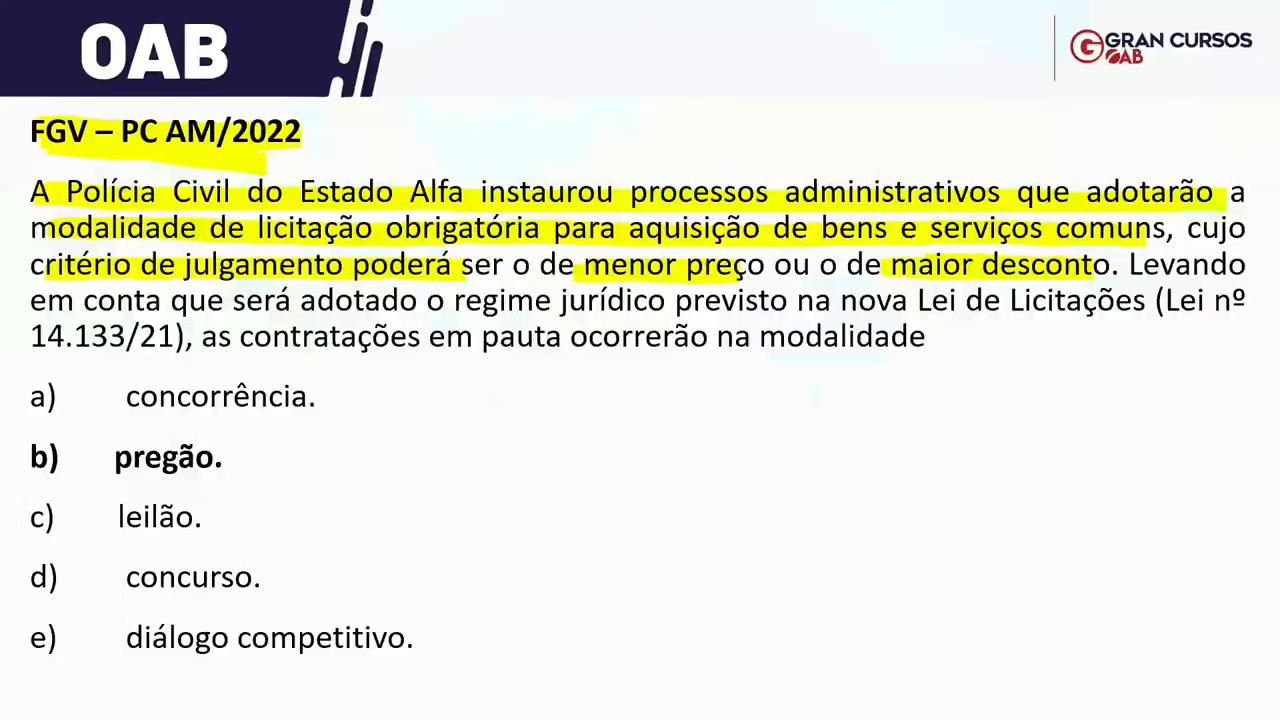 OAB
GRAN CURSOS
OAB
FGV – PC AM/2022
A Polícia Civil do Estado Alfa instaurou processos administrativos que adotarão a
modalidade de licitação obrigatória para aquisição de bens e serviços comuns, cujo
critério de julgamento poderá ser o de menor preço ou o de maior desconto. Levando
em conta que será adotado o regime jurídico previsto na nova Lei de Licitações (Lei nº
14.133/21), as contratações em pauta ocorrerão na modalidade
a) concorrência.
b) pregão.
c) leilão.
d) concurso.
e) diálogo competitivo.